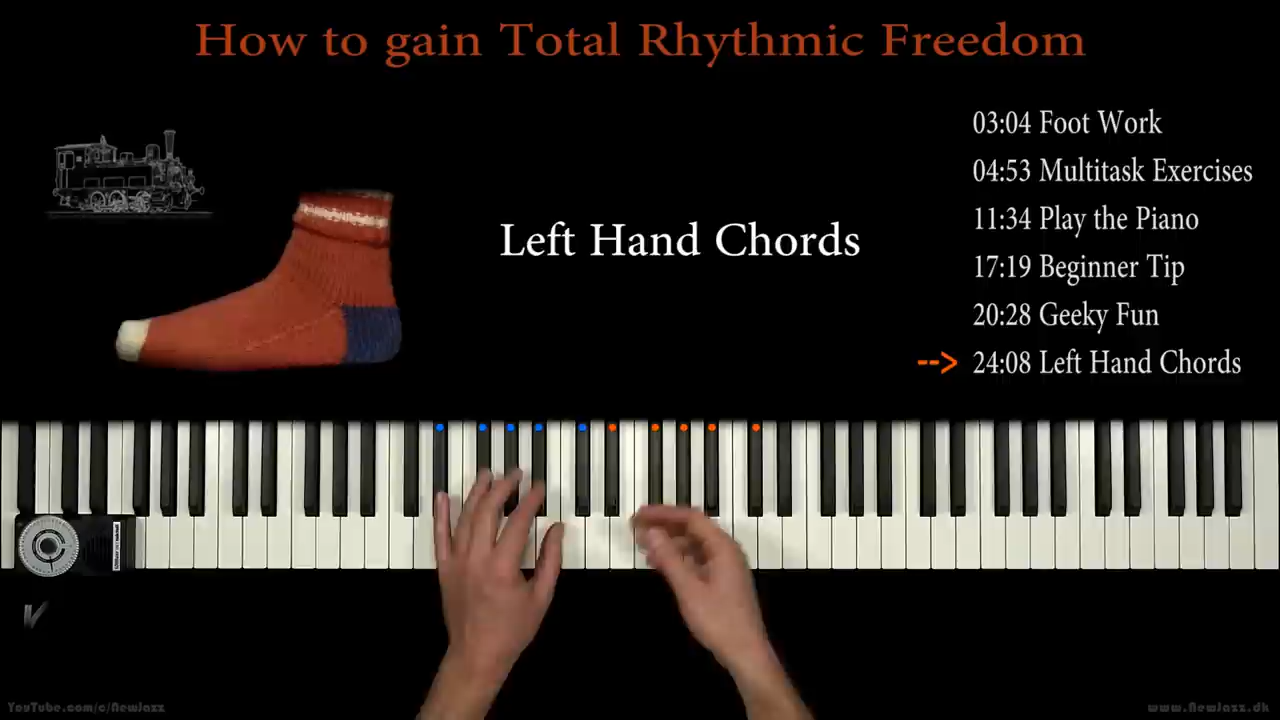 How to gain Total Rhythmic Freedom
03:04 Foot Work
04:53 Multitask Exercises
11:34 Play the Piano
17:19 Beginner Tip
20:28 Geeky Fun
--> 24:08 Left Hand Chords
Left Hand Chords
YouTube.com/c/NewJazz
www.NewJazz.dk